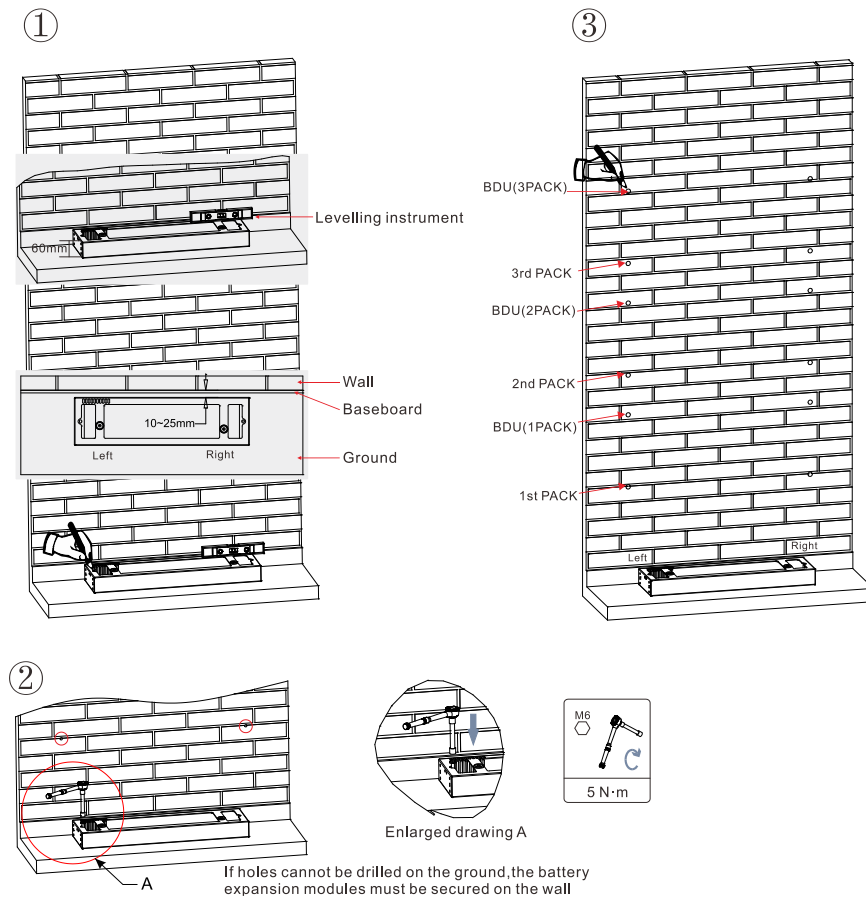 ①
Levelling instrument
60mm
Wall
Baseboard
10~25mm
Left
Right
Ground
③
BDU(3PACK)
3rd PACK
BDU(2PACK)
2nd PACK
BDU(1PACK)
1st PACK
Left
Right
②
A
Enlarged drawing A
M6
5 N·m
If holes cannot be drilled on the ground,the battery
expansion modules must be secured on the wall